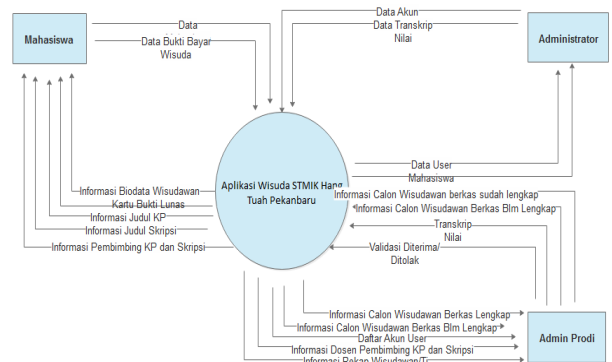 Data Akun
Data
Data Transkrip
Nilai
Mahasiswa
Administrator
Data Bukti Bayar
Wisuda
Data User
Mahasiswa
Aplikasi Wisuda STMIK Hang
Tuah Pekanbaru
Informasi Biodata Wisudawan
Kartu Bukti Lunas
Informasi Judul KP
Informasi Judul Skripsi
Informasi Pembimbing KP dan Skripsi
Informasi Calon Wisudawan berkas sudah lengkap
Informasi Calon Wisudawan Berkas Blm Lengkap
Transkrip
Nilai
Validasi Diterima/
Ditolak
Informasi Calon Wisudawan Berkas Lengkap
Informasi Calon Wisudawan Berkas Blm Lengkap
Daftar Akun User
Informasi Dosen Pembimbing KP dan Skripsi
Informasi Rekap Wisudawan/Ti
Admin Prodi